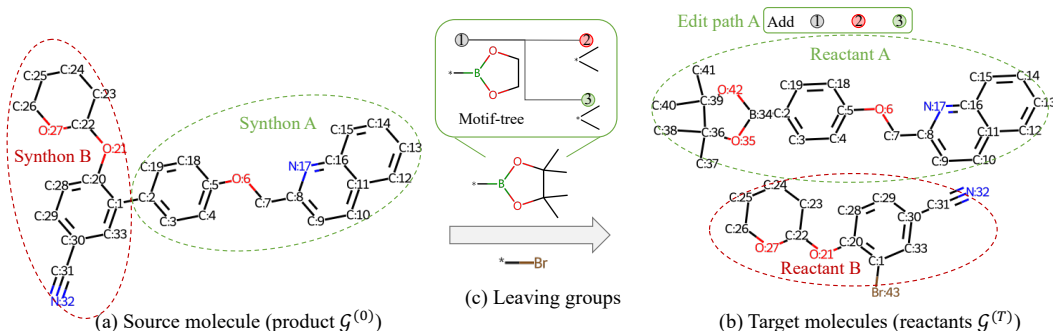 Edit path A Add 1 2 3
Reactant A
C:41
O:42
C:40
C:39
C:38
C:36
C:37
O:35
B:34
C:19
C:18
C:3
C:4
C:5
O:6
C:7
N:17
C:8
C:9
C:10
C:11
C:16
C:15
C:14
C:13
C:12
C:25
C:24
C:26
C:23
C:22
O:27
O:21
C:20
C:28
C:29
C:30
C:31
N:32
C:33
C:1
Br:43
Reactant B
(b) Target molecules (reactants 𝒢⁽ᵀ⁾)
1
2
3
*
B
O
O
*
*
Motif-tree
*
B
O
O
*
Br
(c) Leaving groups
C:24
C:25
C:23
C:26
C:22
O:27
Synthon B
O:21
C:28
C:20
C:29
C:1
C:30
C:33
C:31
N:32
Synthon A
C:19
C:18
C:2
C:3
C:4
C:5
O:6
C:7
N:17
C:8
C:9
C:10
C:11
C:16
C:15
C:14
C:13
C:12
(a) Source molecule (product 𝒢⁽⁰⁾)